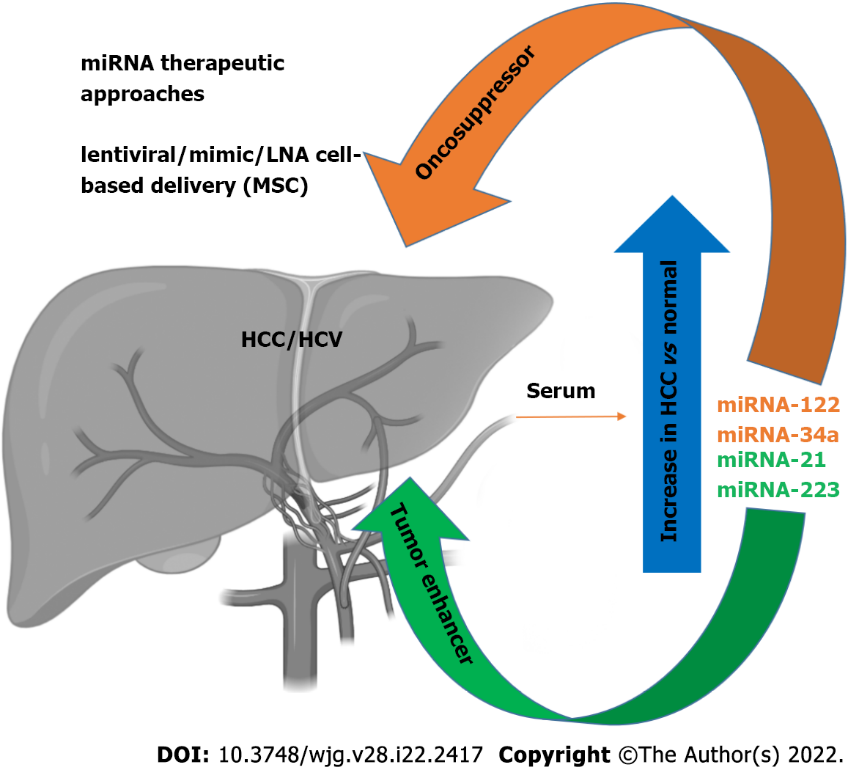 miRNA therapeutic
approaches
lentiviral/mimic/LNA cell-
based delivery (MSC)
Oncosuppressor
HCC/HCV
Serum
Increase in HCC vs normal
miRNA-122
miRNA-34a
miRNA-21
miRNA-223
Tumor enhancer
DOI: 10.3748/wjg.v28.i22.2417 Copyright ©The Author(s) 2022.